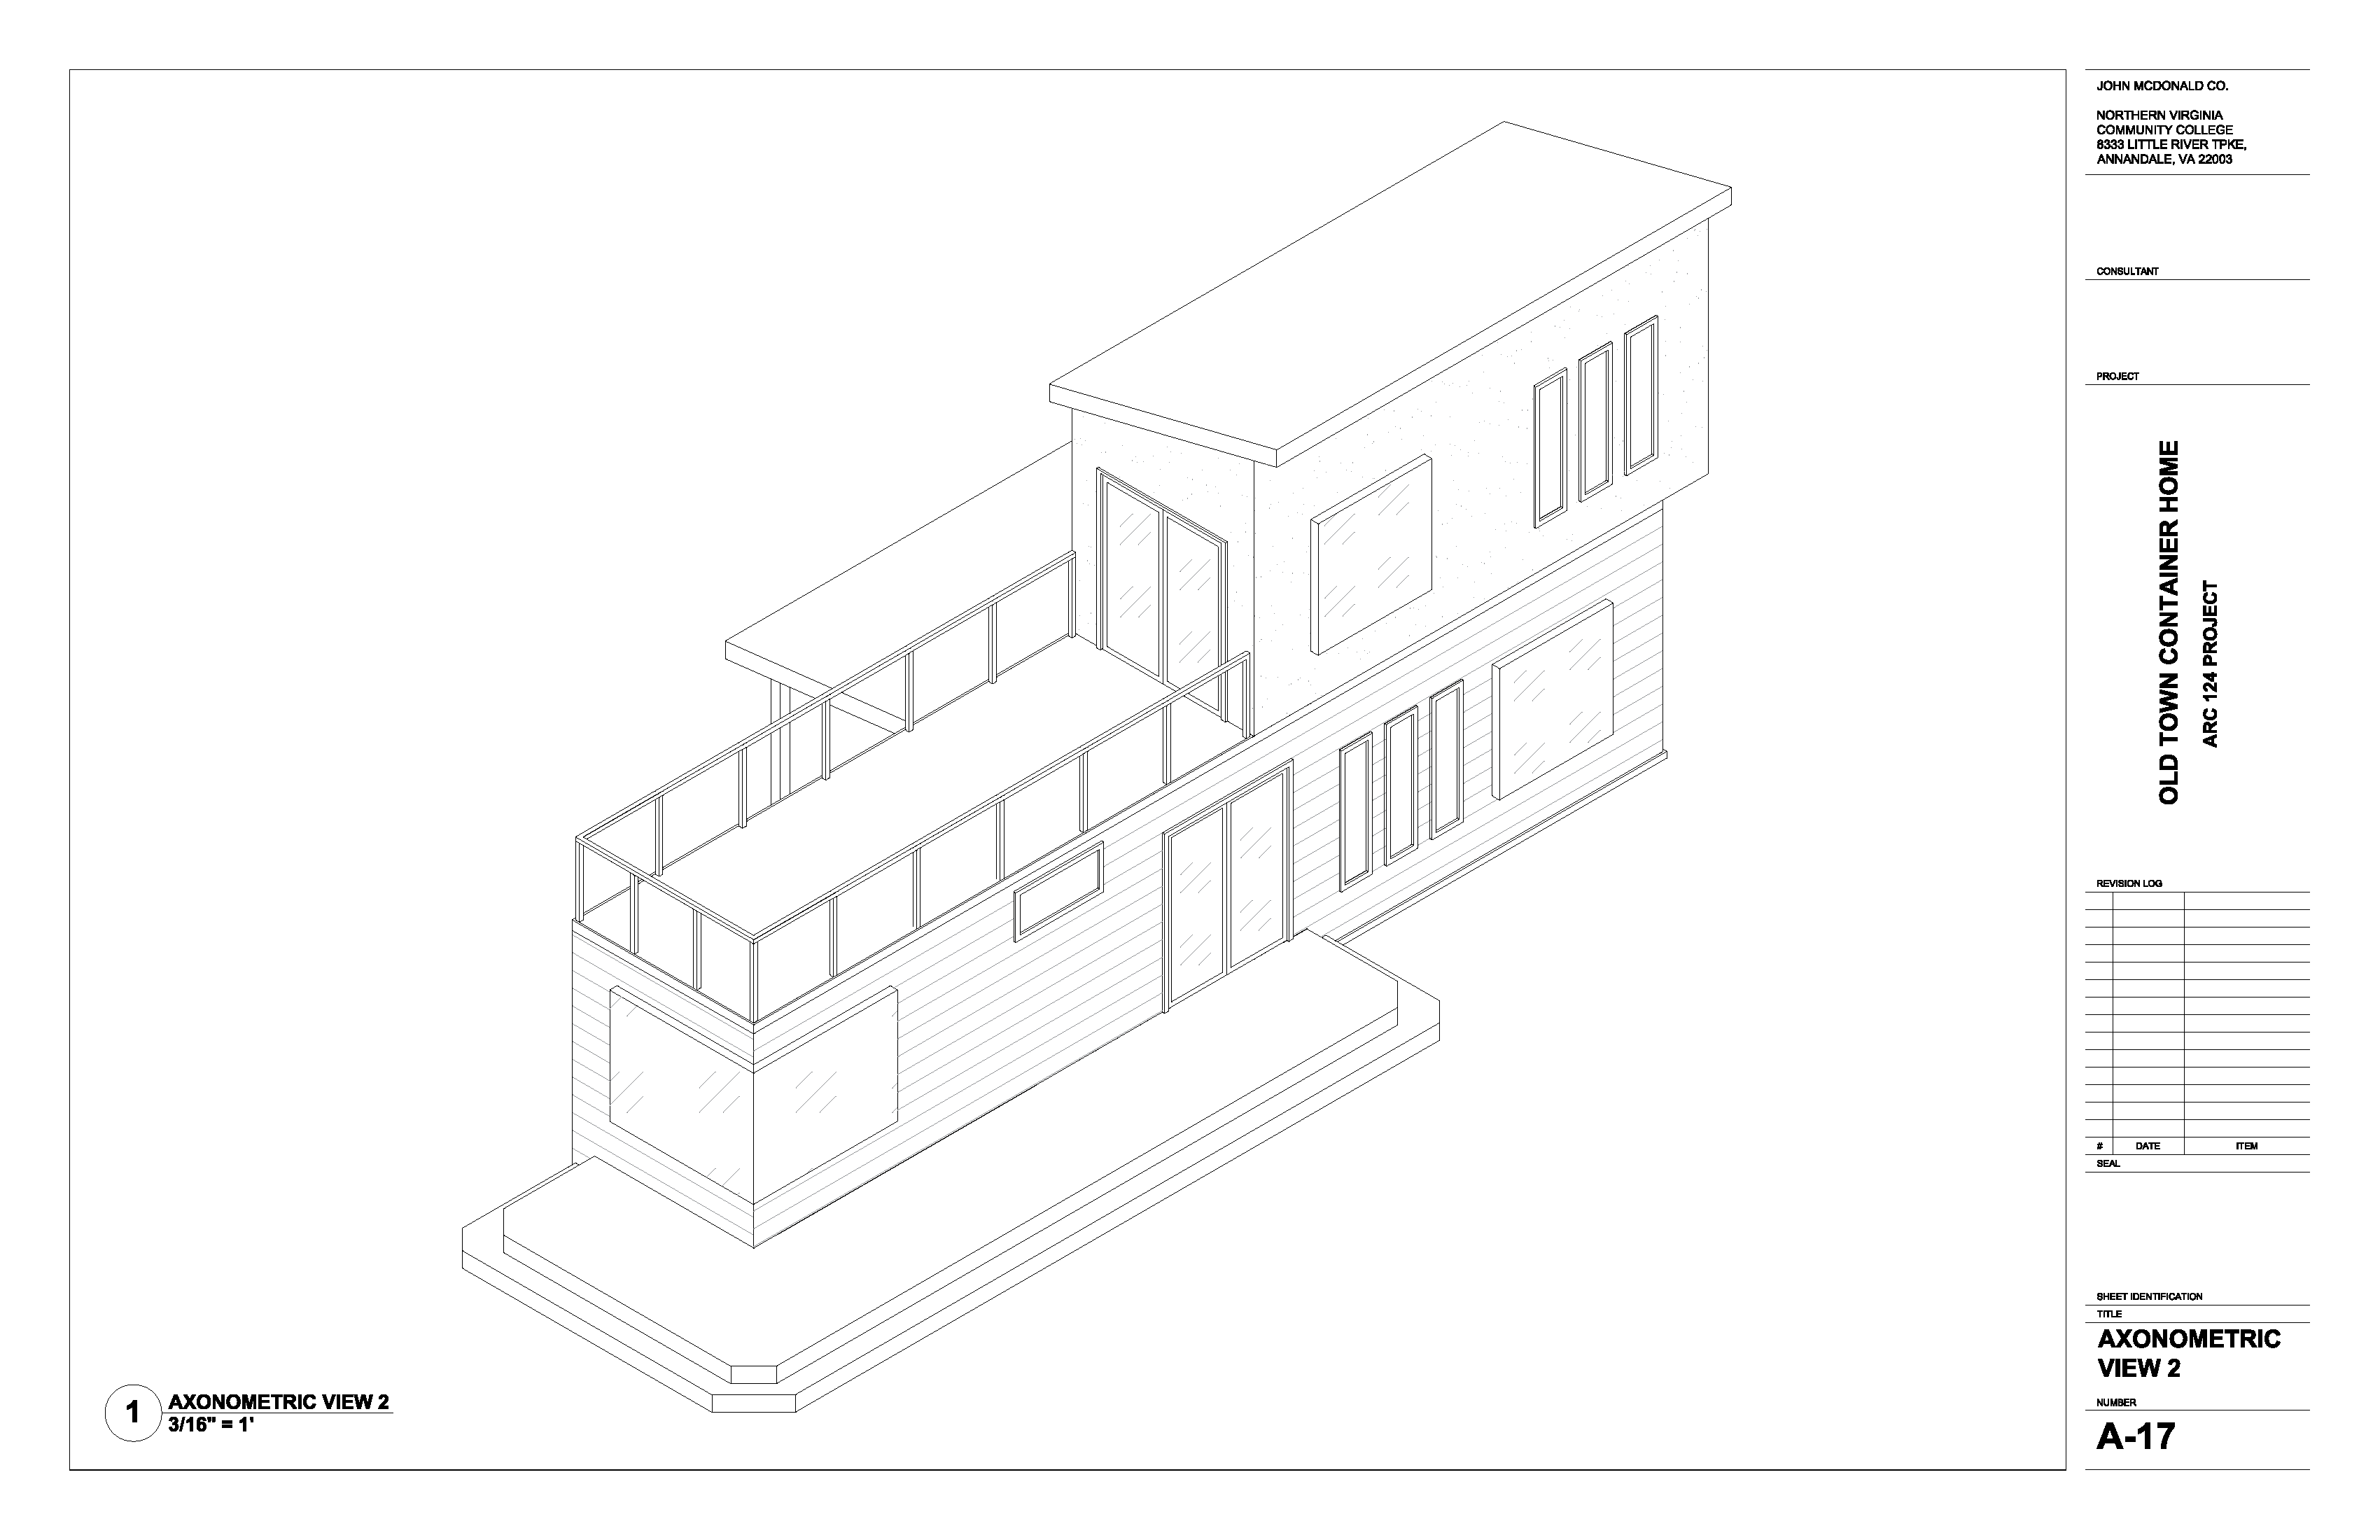 JOHN MCDONALD CO.
NORTHERN VIRGINIA
COMMUNITY COLLEGE
8333 LITTLE RIVER TPKE,
ANNANDALE, VA 22003
CONSULTANT
PROJECT
OLD TOWN CONTAINER HOME
ARC 124 PROJECT
REVISION LOG
# DATE ITEM
SEAL
SHEET IDENTIFICATION
TITLE
AXONOMETRIC
VIEW 2
NUMBER
A-17
1 AXONOMETRIC VIEW 2
3/16" = 1'